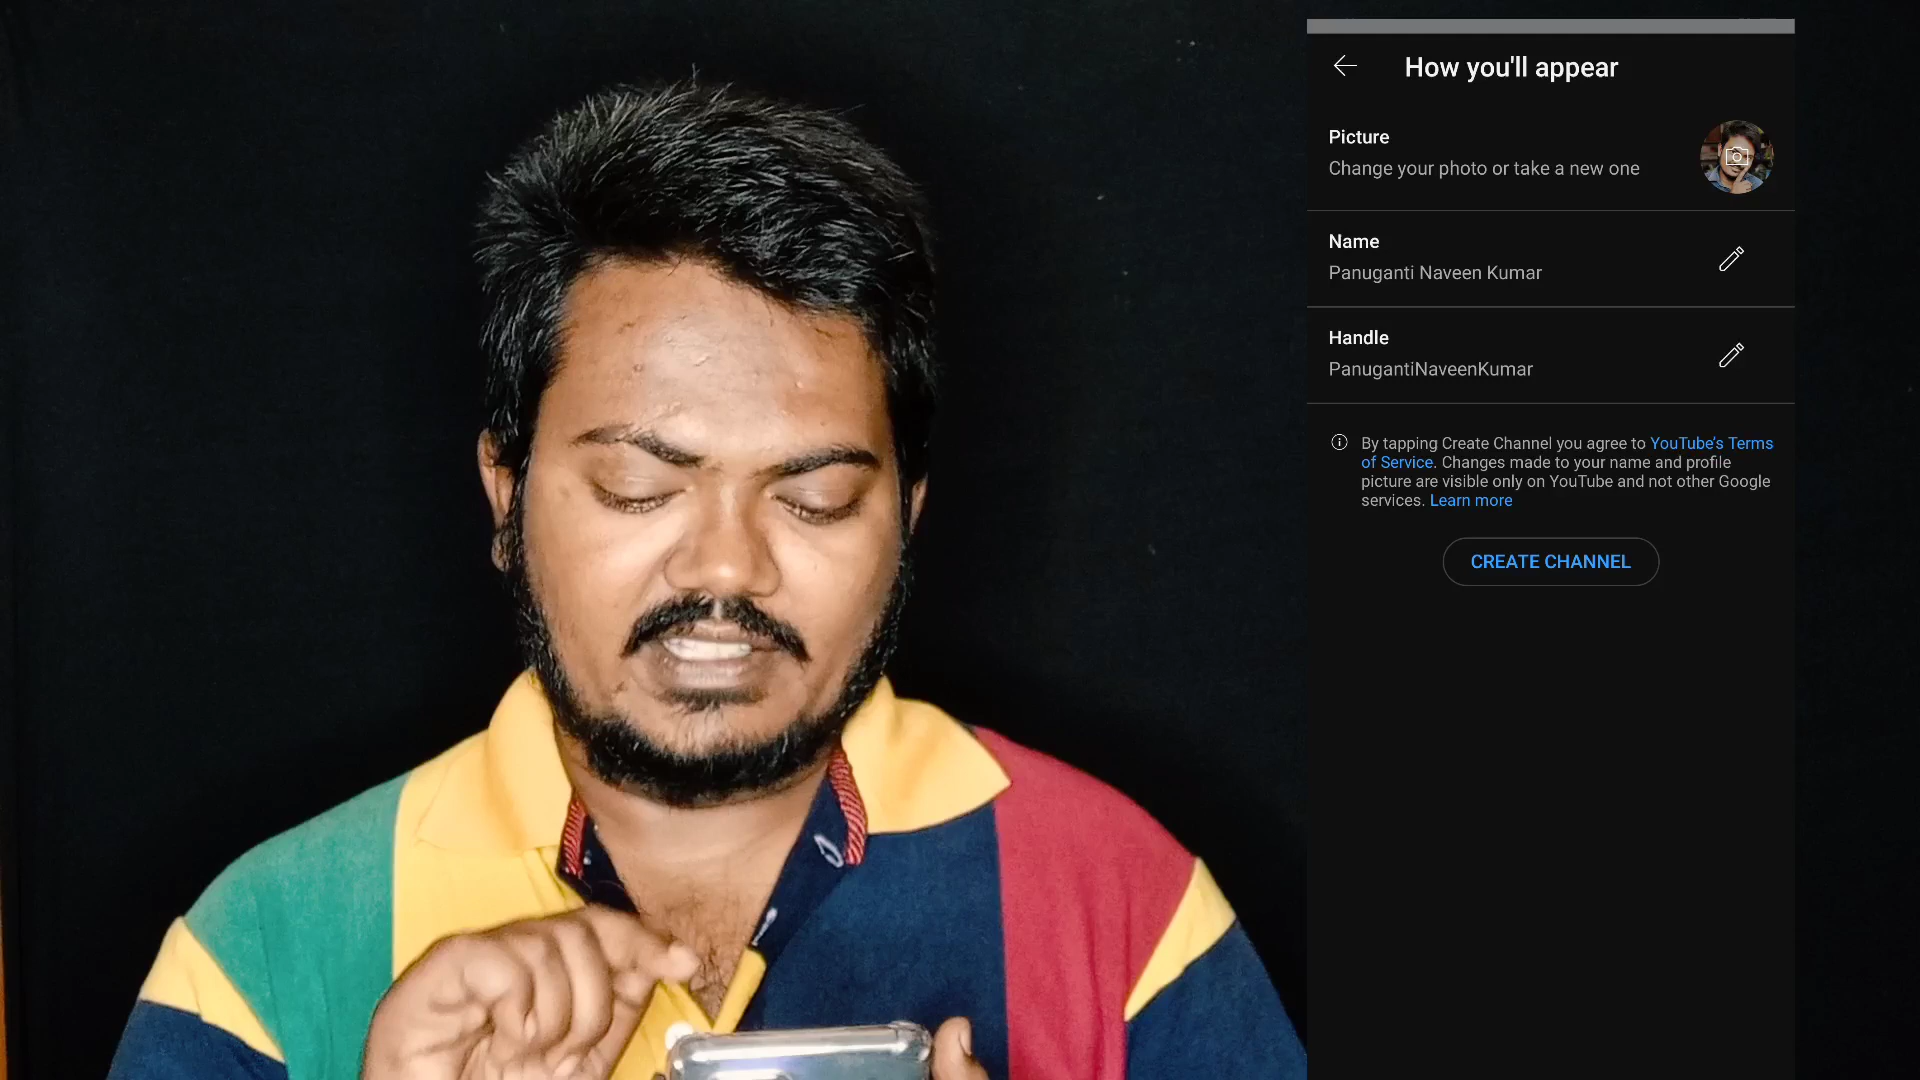 How you'll appear
Picture
Change your photo or take a new one
Name
Panuganti Naveen Kumar
Handle
PanugantiNaveenKumar
By tapping Create Channel you agree to YouTube's Terms
of Service. Changes made to your name and profile
picture are visible only on YouTube and not other Google
services. Learn more
CREATE CHANNEL